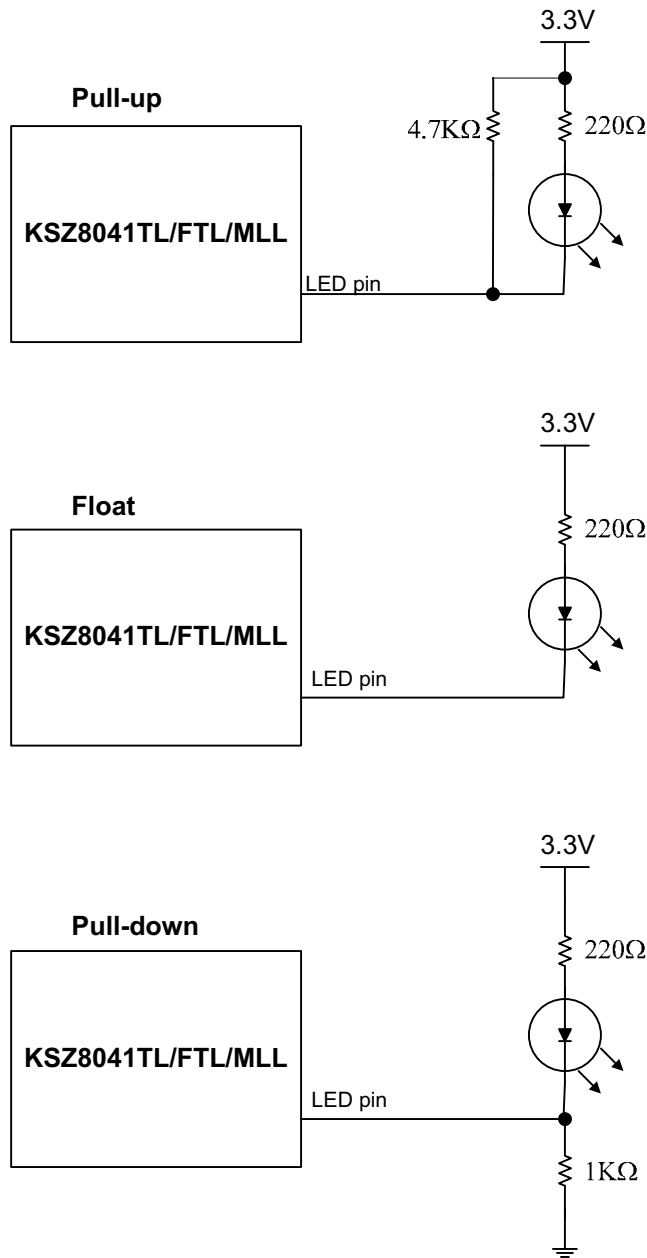 3.3V
Pull-up
4.7KΩ
220Ω
KSZ8041TL/FTL/MLL
LED pin
3.3V
Float
220Ω
KSZ8041TL/FTL/MLL
LED pin
3.3V
Pull-down
220Ω
KSZ8041TL/FTL/MLL
LED pin
1KΩ